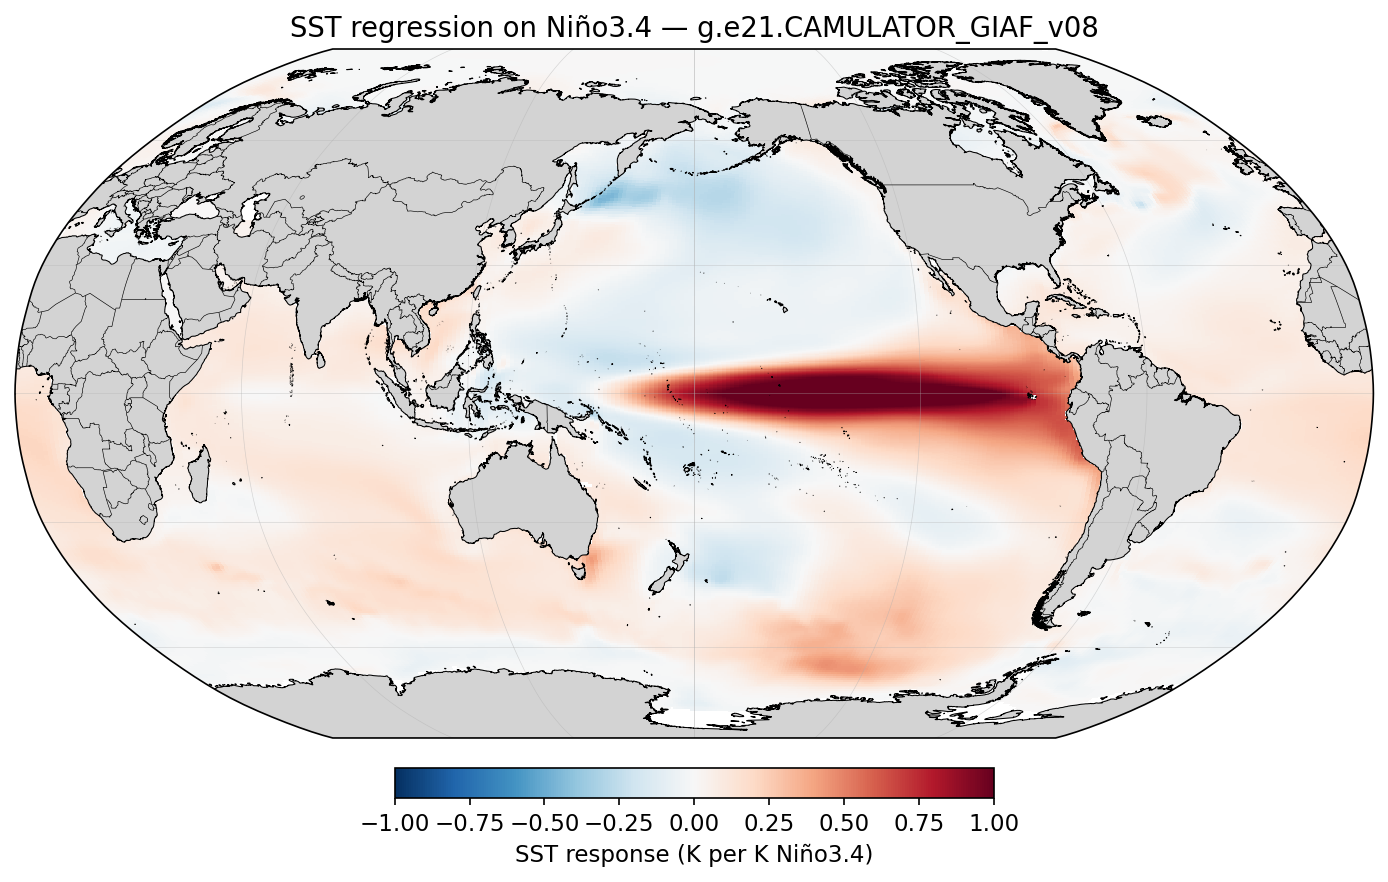 SST regression on Niño3.4 — g.e21.CAMULATOR_GIAF_v08
−1.00 −0.75 −0.50 −0.25 0.00 0.25 0.50 0.75 1.00
SST response (K per K Niño3.4)